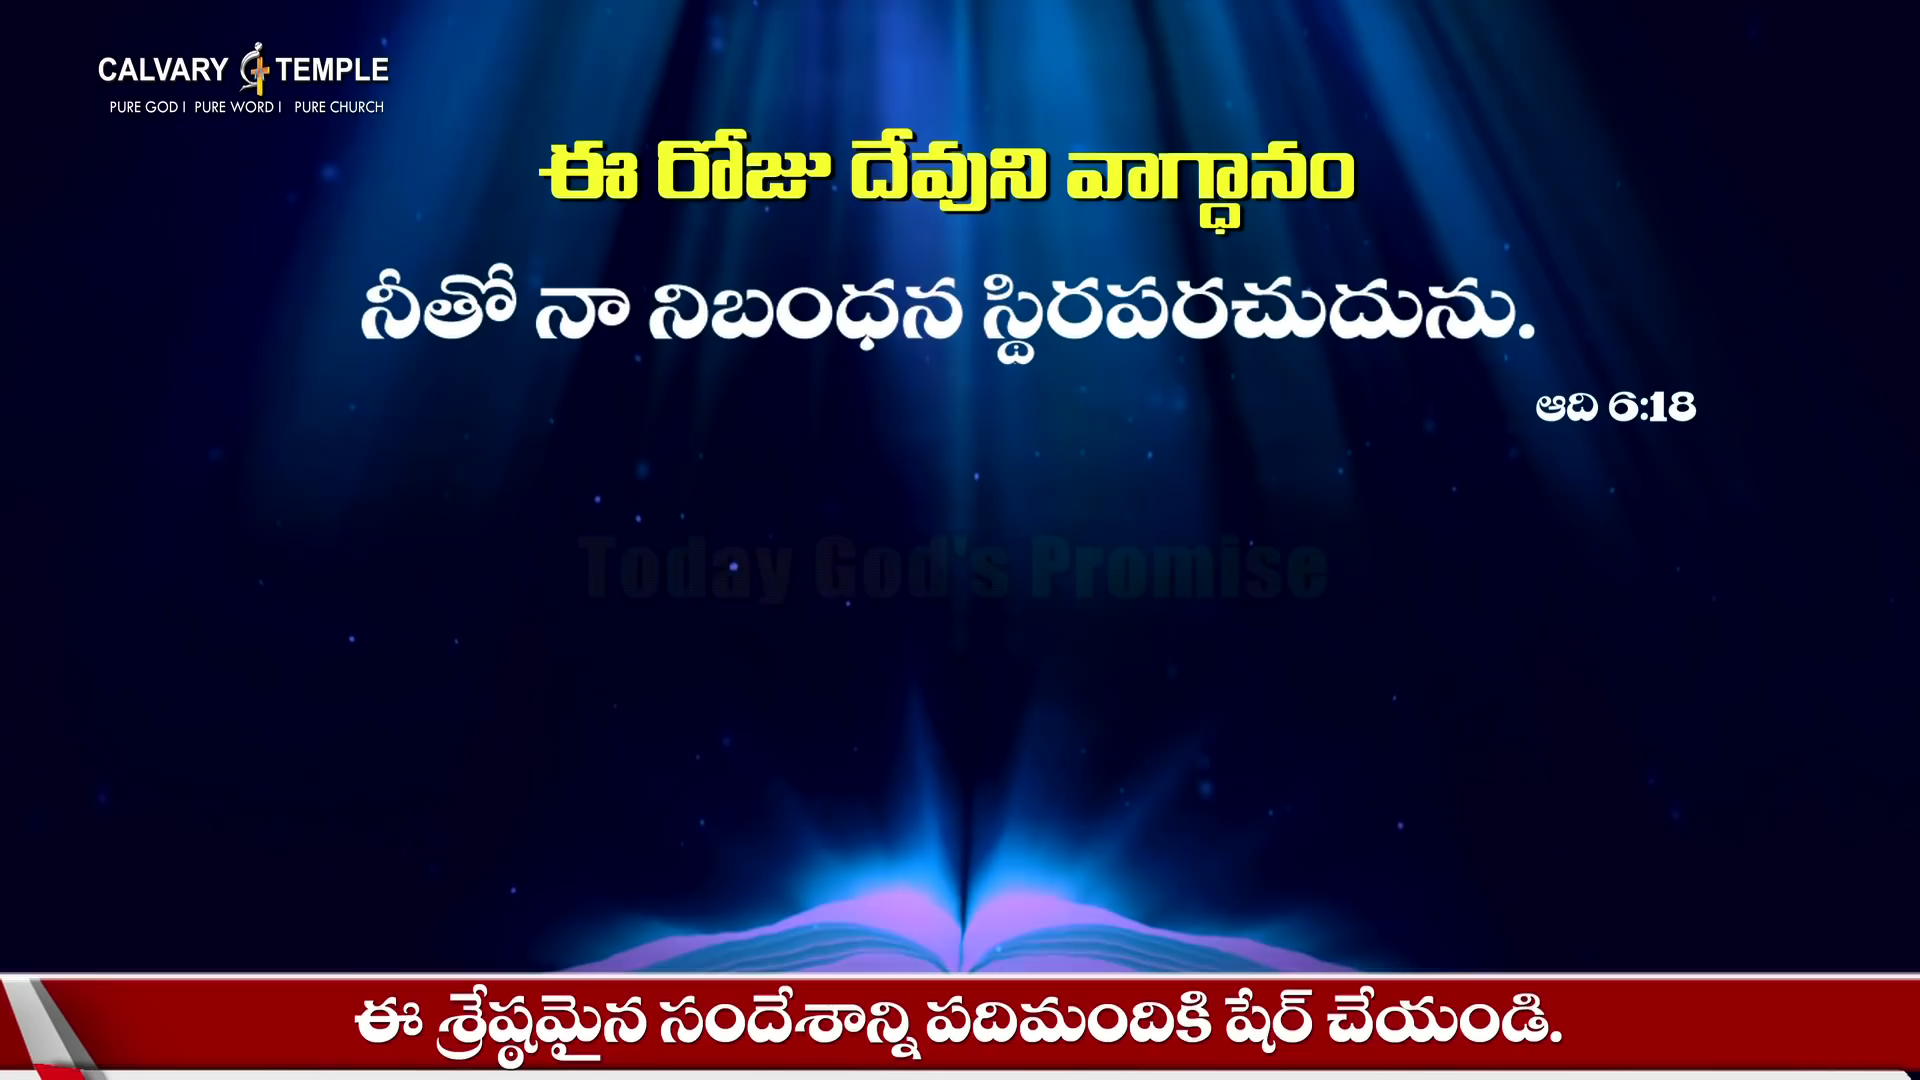 CALVARY TEMPLE
PURE GOD I PURE WORD I PURE CHURCH
ఈ రోజు దేవుని వాగ్ధానం
నీతో నా నిబంధన స్థిరపరచుదును.
ఆది 6:18
Today God's Promise
ఈ శ్రేష్ఠమైన సందేశాన్ని పదిమందికి షేర్ చేయండి.